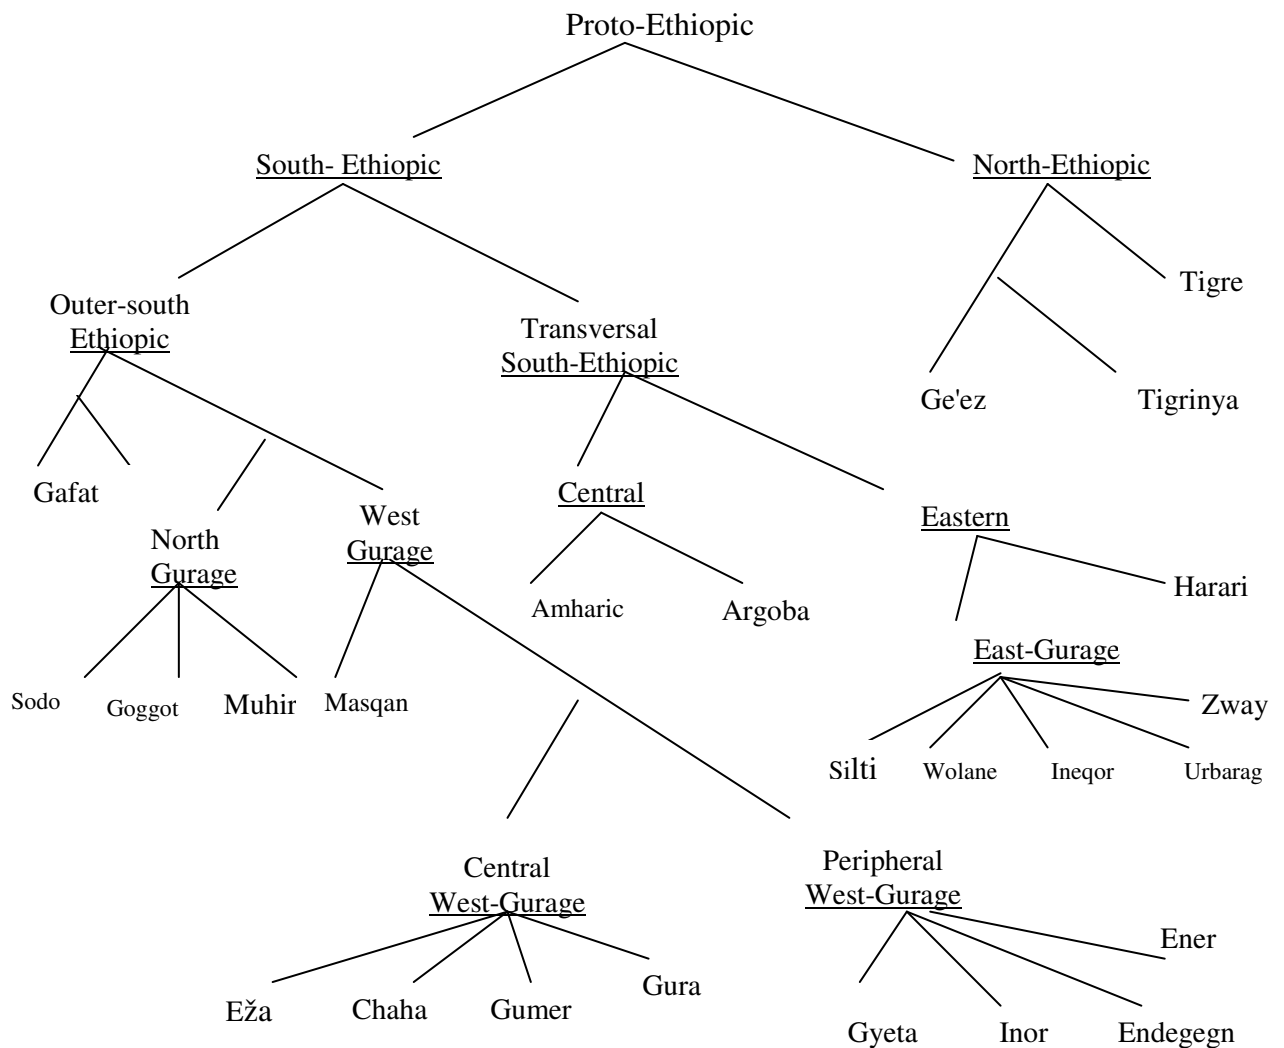 Proto-Ethiopic
South- Ethiopic
North-Ethiopic
Tigre
Outer-south
Ethiopic
Transversal
South-Ethiopic
Ge'ez
Tigrinya
Gafat
Central
West
Gurage
Eastern
North
Gurage
Harari
Amharic
Argoba
East-Gurage
Sodo
Goggot
Muhir
Masqan
Zway
Silti
Wolane
Ineqor
Urbarag
Central
West-Gurage
Peripheral
West-Gurage
Ener
Gura
Eža
Chaha
Gumer
Gyeta
Inor
Endegegn